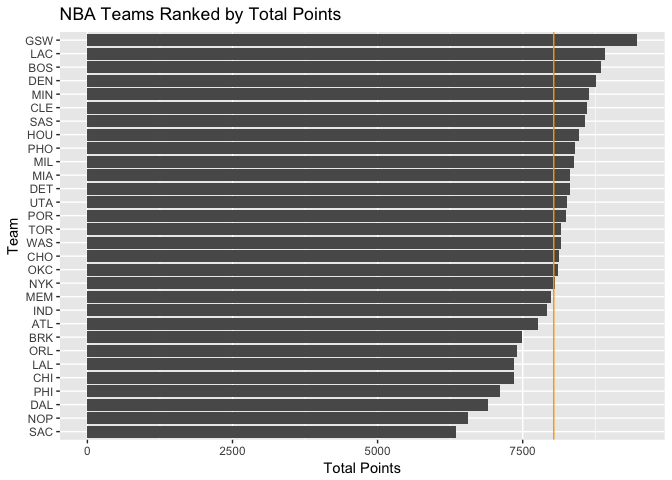 NBA Teams Ranked by Total Points
GSW
LAC
BOS
DEN
MIN
CLE
SAS
HOU
PHO
MIL
MIA
DET
UTA
POR
TOR
WAS
CHO
OKC
NYK
MEM
IND
ATL
BRK
ORL
LAL
CHI
PHI
DAL
NOP
SAC
Team
0 2500 5000 7500
Total Points